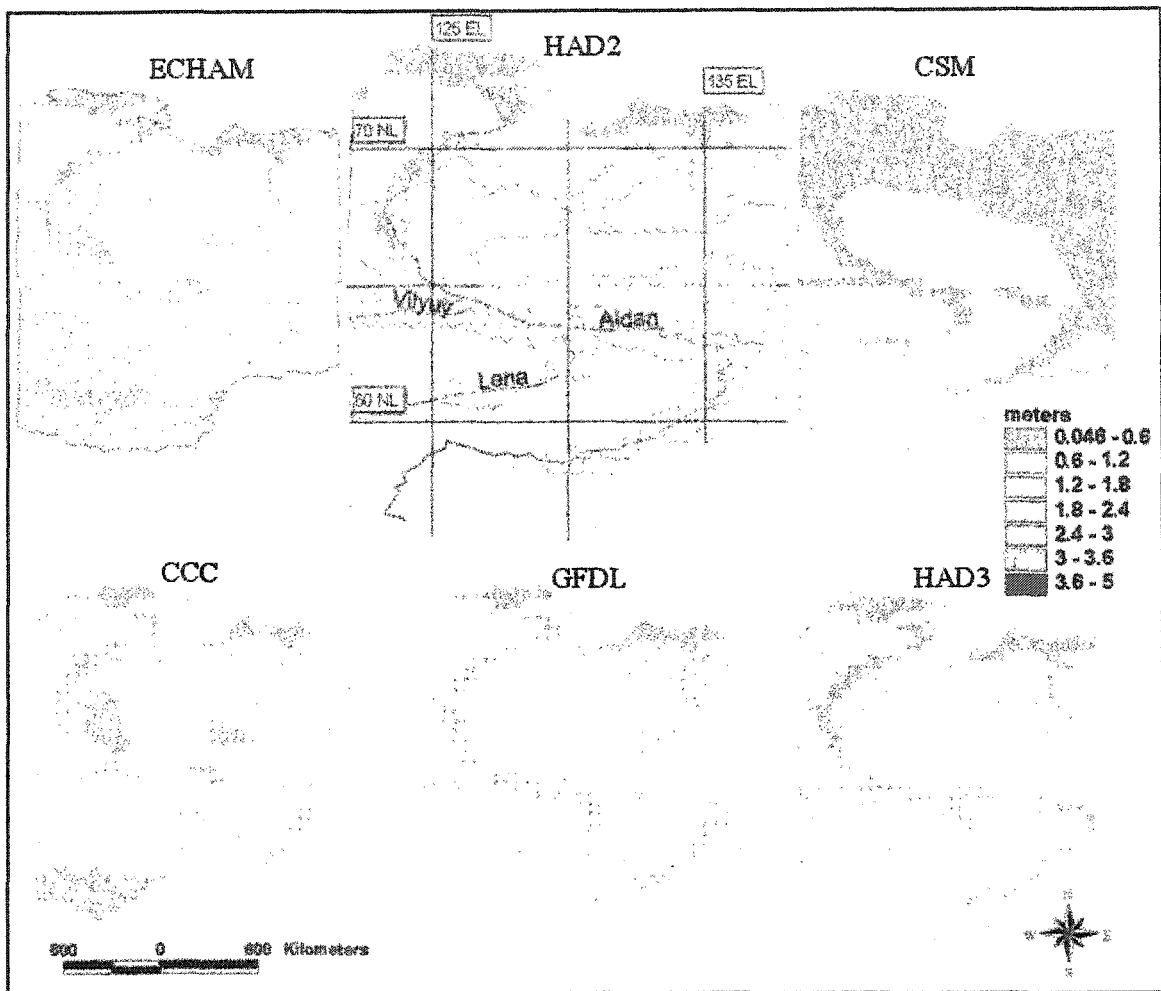 125 EL
HAD2
ECHAM
135 EL
CSM
70 NL
Vilyuy
Aldan
Lena
60 NL
meters
0.046 - 0.6
0.6 - 1.2
1.2 - 1.8
1.8 - 2.4
2.4 - 3
3 - 3.6
3.6 - 5
CCC
GFDL
HAD3
600 0 600 Kilometers
N
W E
S